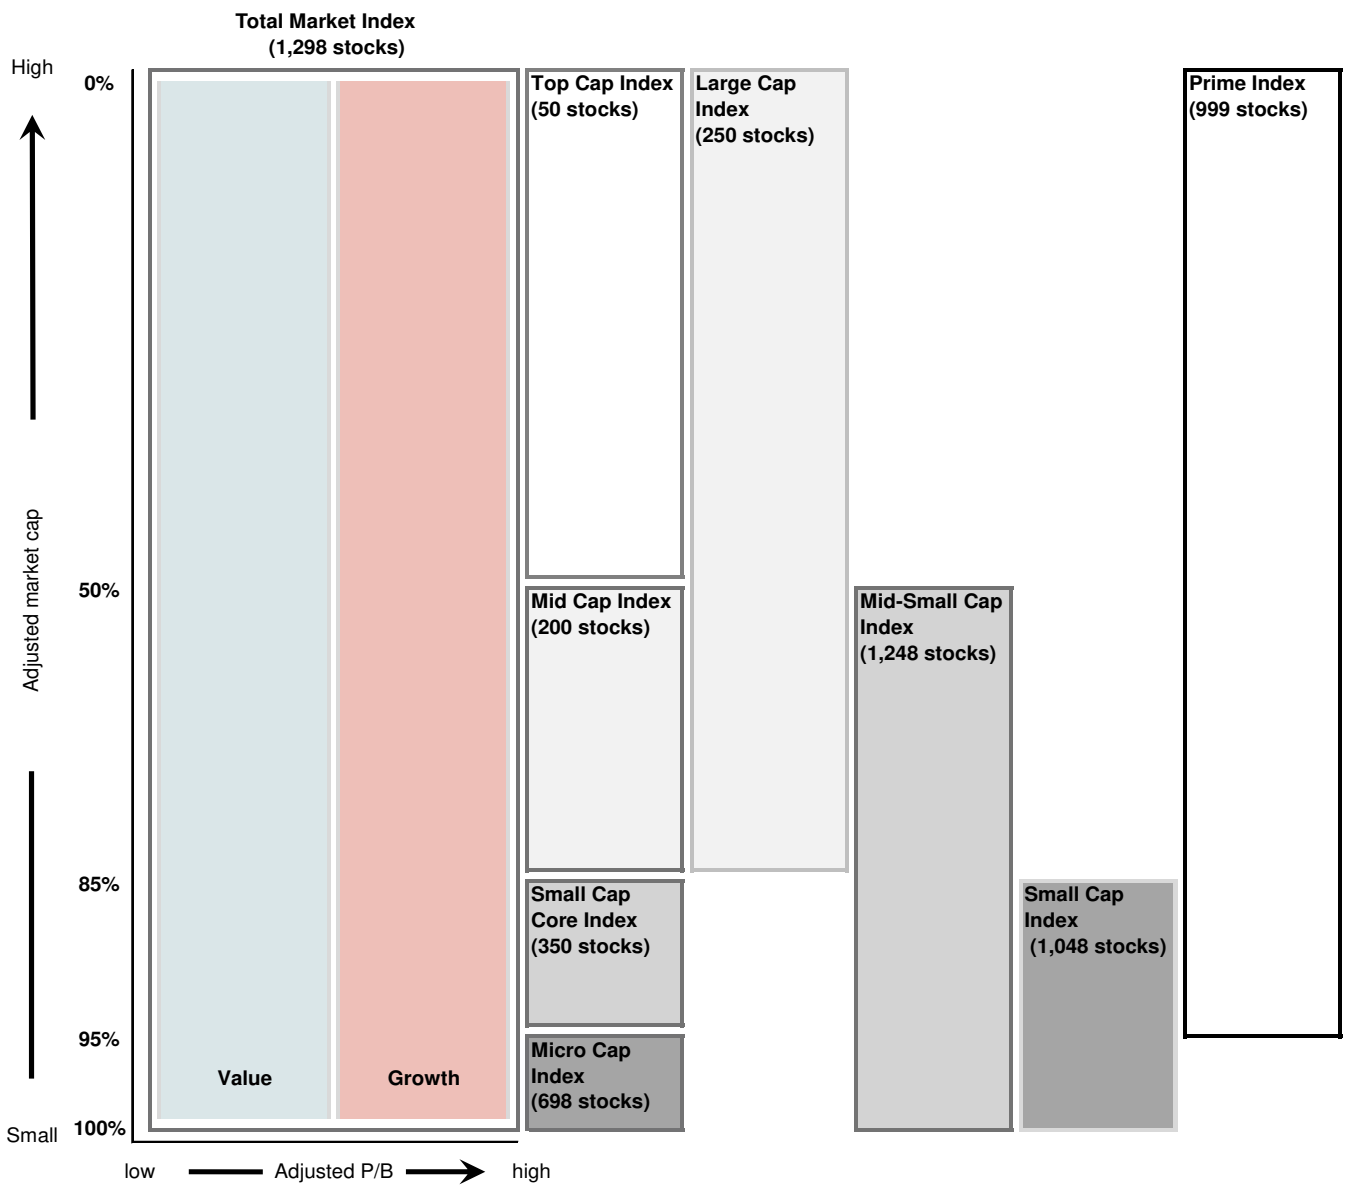 Total Market Index
(1,298 stocks)
High
0%
Top Cap Index
(50 stocks)
Large Cap
Index
(250 stocks)
Prime Index
(999 stocks)
Adjusted market cap
50%
Mid Cap Index
(200 stocks)
Mid-Small Cap
Index
(1,248 stocks)
85%
Small Cap
Core Index
(350 stocks)
Small Cap
Index
(1,048 stocks)
95%
Micro Cap
Index
(698 stocks)
Value
Growth
Small
100%
low
Adjusted P/B
high